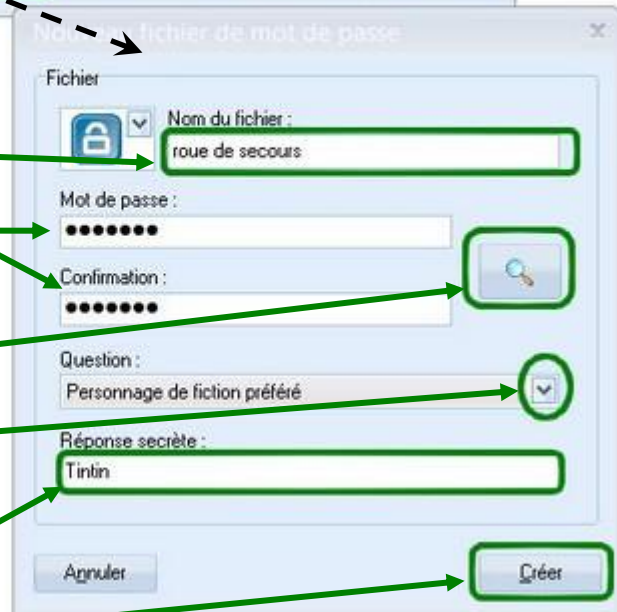 Nouveau fichier de mot de passe
Fichier
Nom du fichier :
roue de secours
Mot de passe :
●●●●●●●
Confirmation :
●●●●●●●
Question :
Personnage de fiction préféré
Réponse secrète :
Tintin
Annuler
Créer